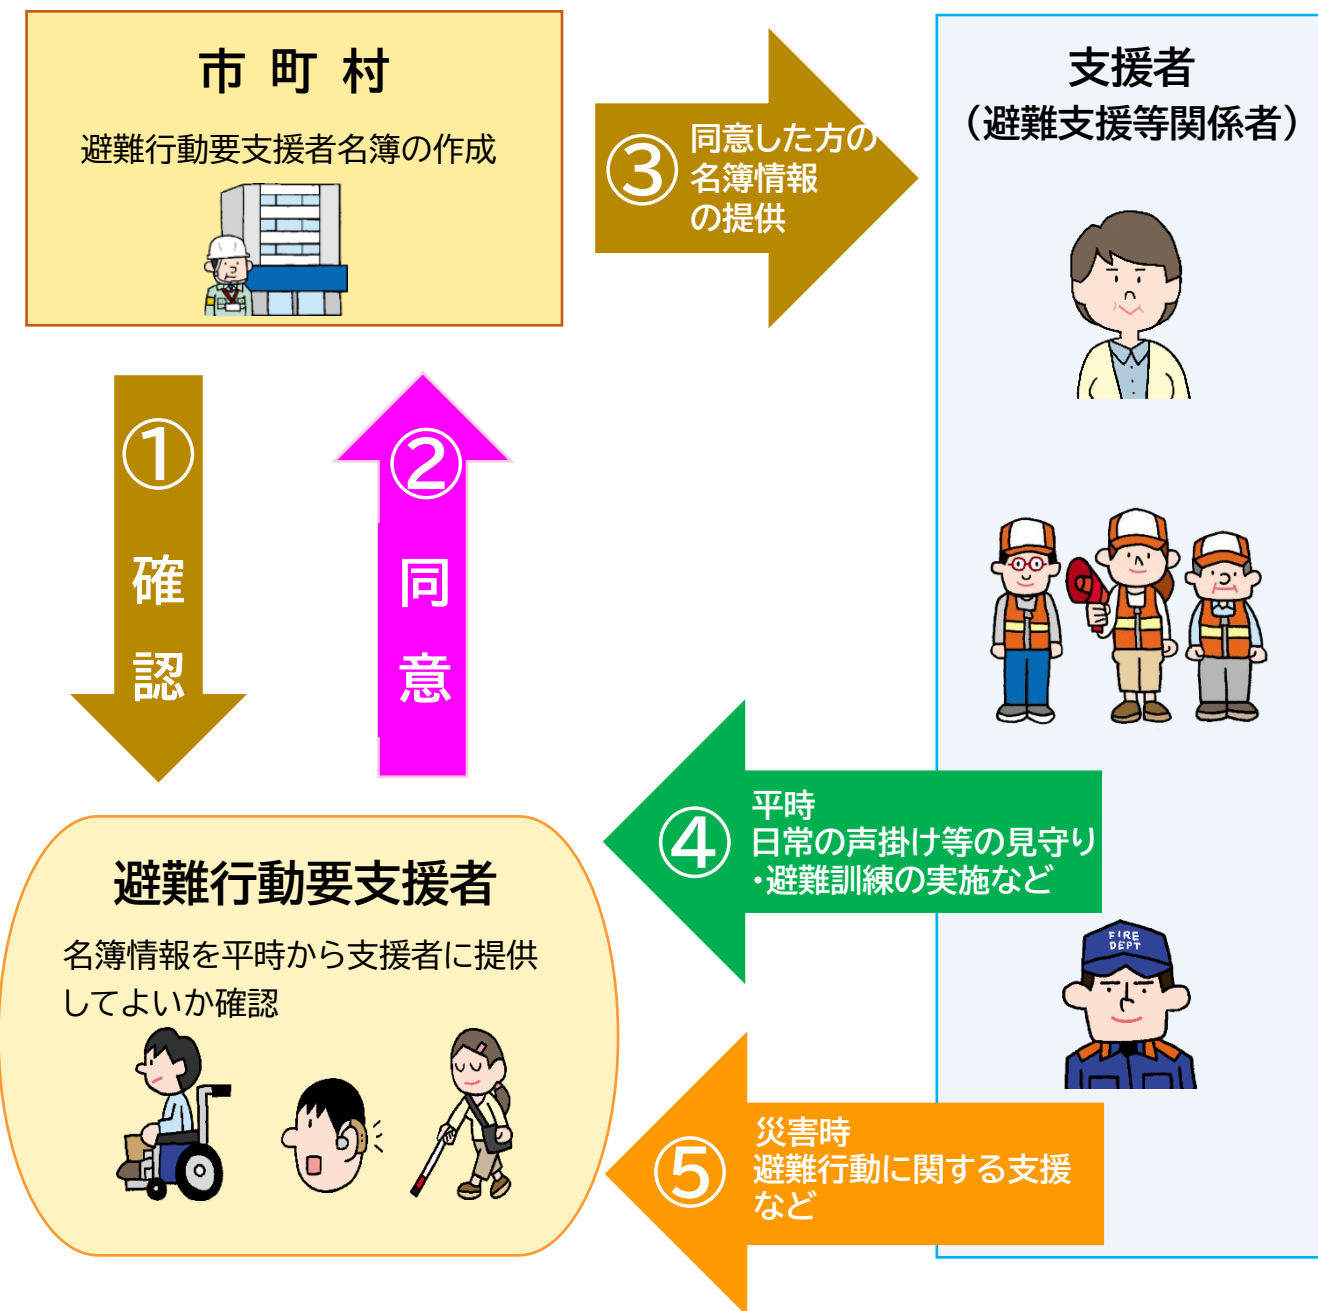 市町村
避難行動要支援者名簿の作成
③
同意した方の
名簿情報
の提供
支援者
（避難支援等関係者）
①
確
認
②
同
意
④
平時
日常の声掛け等の見守り
・避難訓練の実施など
避難行動要支援者
名簿情報を平時から支援者に提供
してよいか確認
FIRE
DEPT
⑤
災害時
避難行動に関する支援
など